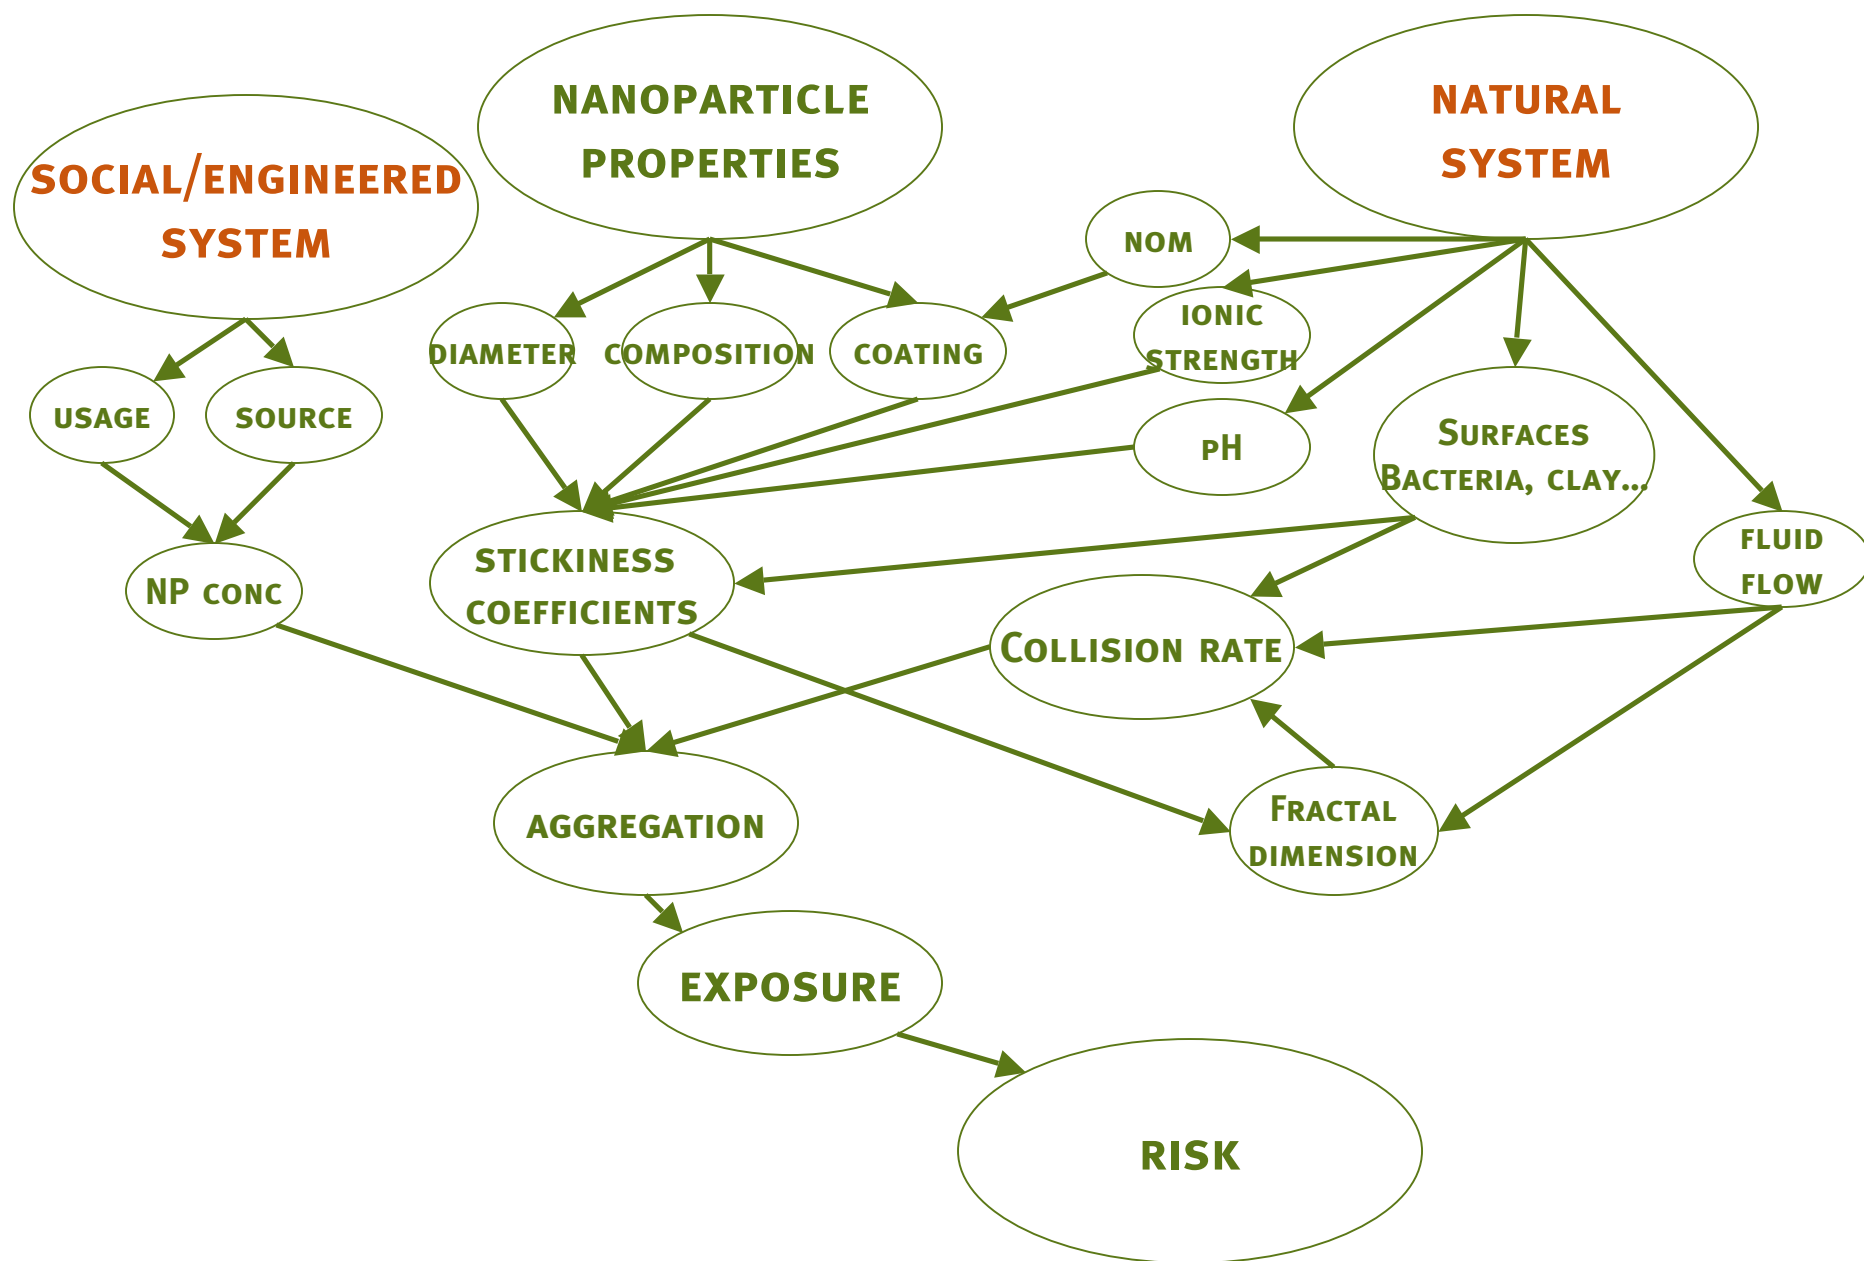 NANOPARTICLE
PROPERTIES
NATURAL
SYSTEM
SOCIAL/ENGINEERED
SYSTEM
NOM
IONIC
STRENGTH
DIAMETER
COMPOSITION
COATING
USAGE
SOURCE
pH
SURFACES
BACTERIA, CLAY...
FLUID
FLOW
STICKINESS
COEFFICIENTS
NP CONC
COLLISION RATE
AGGREGATION
FRACTAL
DIMENSION
EXPOSURE
RISK